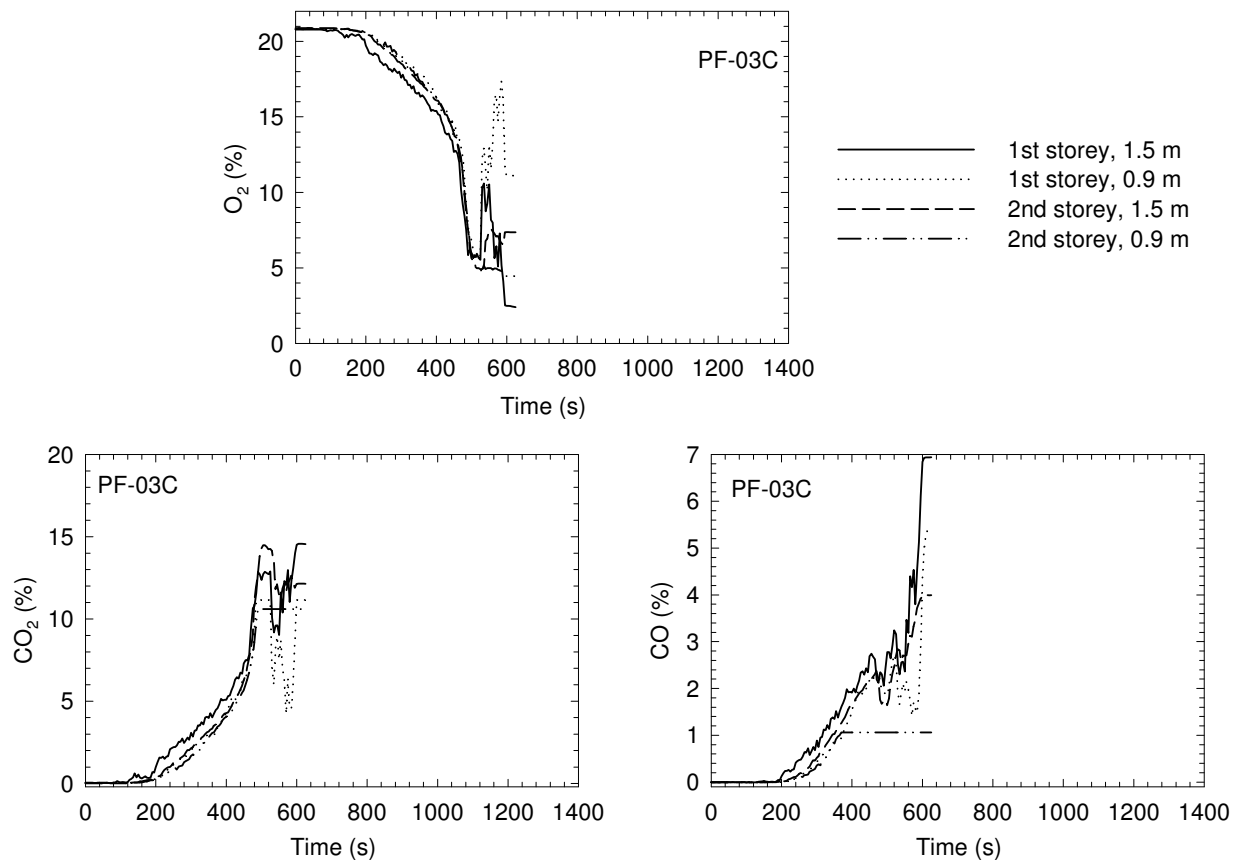 20
15
10
5
0
O2 (%)
PF-03C
0 200 400 600 800 1000 1200 1400
Time (s)
1st storey, 1.5 m
1st storey, 0.9 m
2nd storey, 1.5 m
2nd storey, 0.9 m
20
15
10
5
0
CO2 (%)
PF-03C
0 200 400 600 800 1000 1200 1400
Time (s)
7
6
5
4
3
2
1
0
CO (%)
PF-03C
0 200 400 600 800 1000 1200 1400
Time (s)